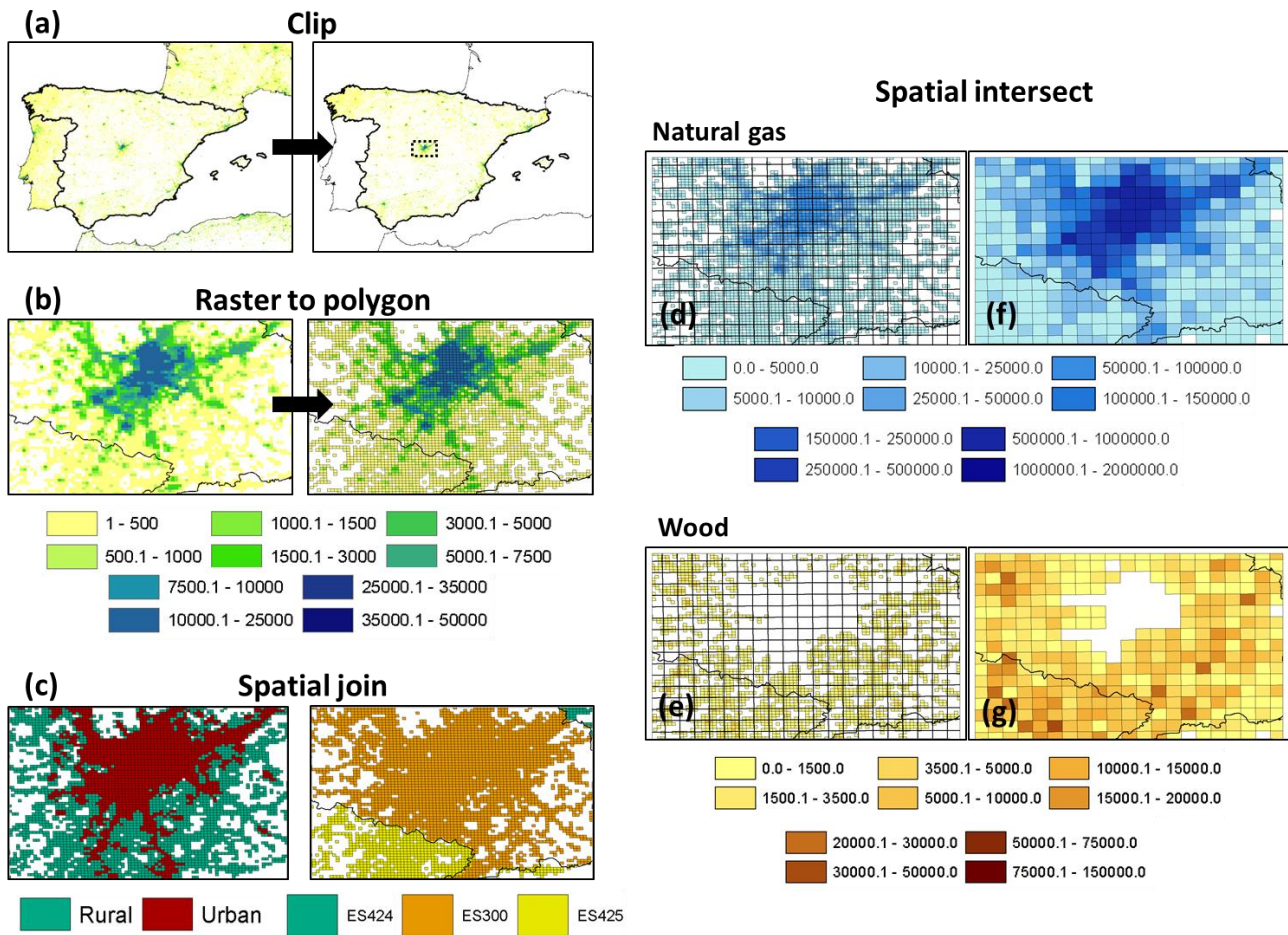 (a)
Clip
(b)
Raster to polygon
1 - 500
1000.1 - 1500
3000.1 - 5000
500.1 - 1000
1500.1 - 3000
5000.1 - 7500
7500.1 - 10000
25000.1 - 35000
10000.1 - 25000
35000.1 - 50000
(c)
Spatial join
Rural
Urban
ES424
ES300
ES425
Spatial intersect
Natural gas
(d)
(f)
0.0 - 5000.0
10000.1 - 25000.0
50000.1 - 100000.0
5000.1 - 10000.0
25000.1 - 50000.0
100000.1 - 150000.0
150000.1 - 250000.0
500000.1 - 1000000.0
250000.1 - 500000.0
1000000.1 - 2000000.0
Wood
(e)
(g)
0.0 - 1500.0
3500.1 - 5000.0
10000.1 - 15000.0
1500.1 - 3500.0
5000.1 - 10000.0
15000.1 - 20000.0
20000.1 - 30000.0
50000.1 - 75000.0
30000.1 - 50000.0
75000.1 - 150000.0